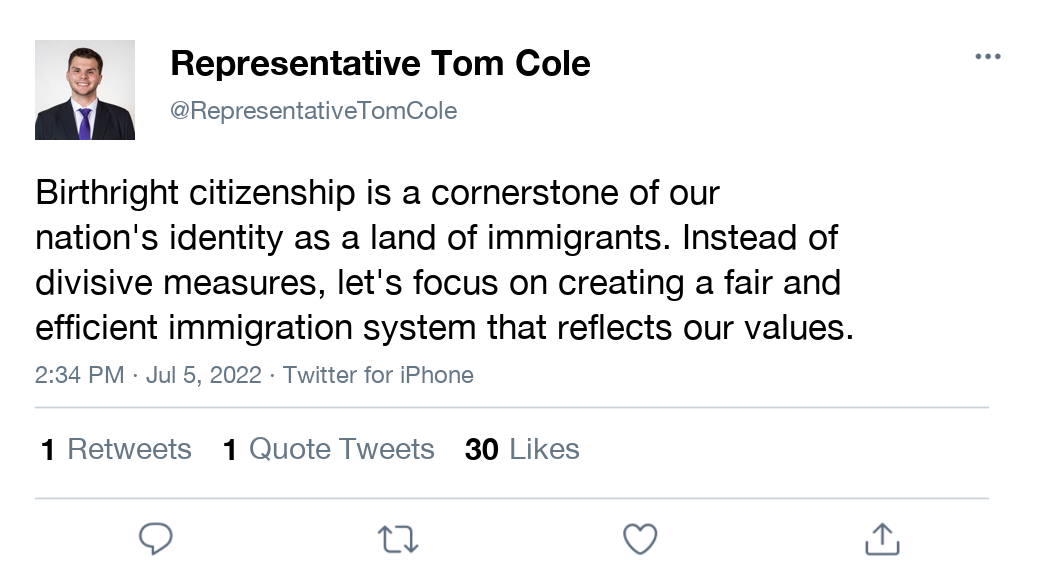 Representative Tom Cole
@RepresentativeTomCole
Birthright citizenship is a cornerstone of our
nation's identity as a land of immigrants. Instead of
divisive measures, let's focus on creating a fair and
efficient immigration system that reflects our values.
2:34 PM · Jul 5, 2022 · Twitter for iPhone
1 Retweets 1 Quote Tweets 30 Likes